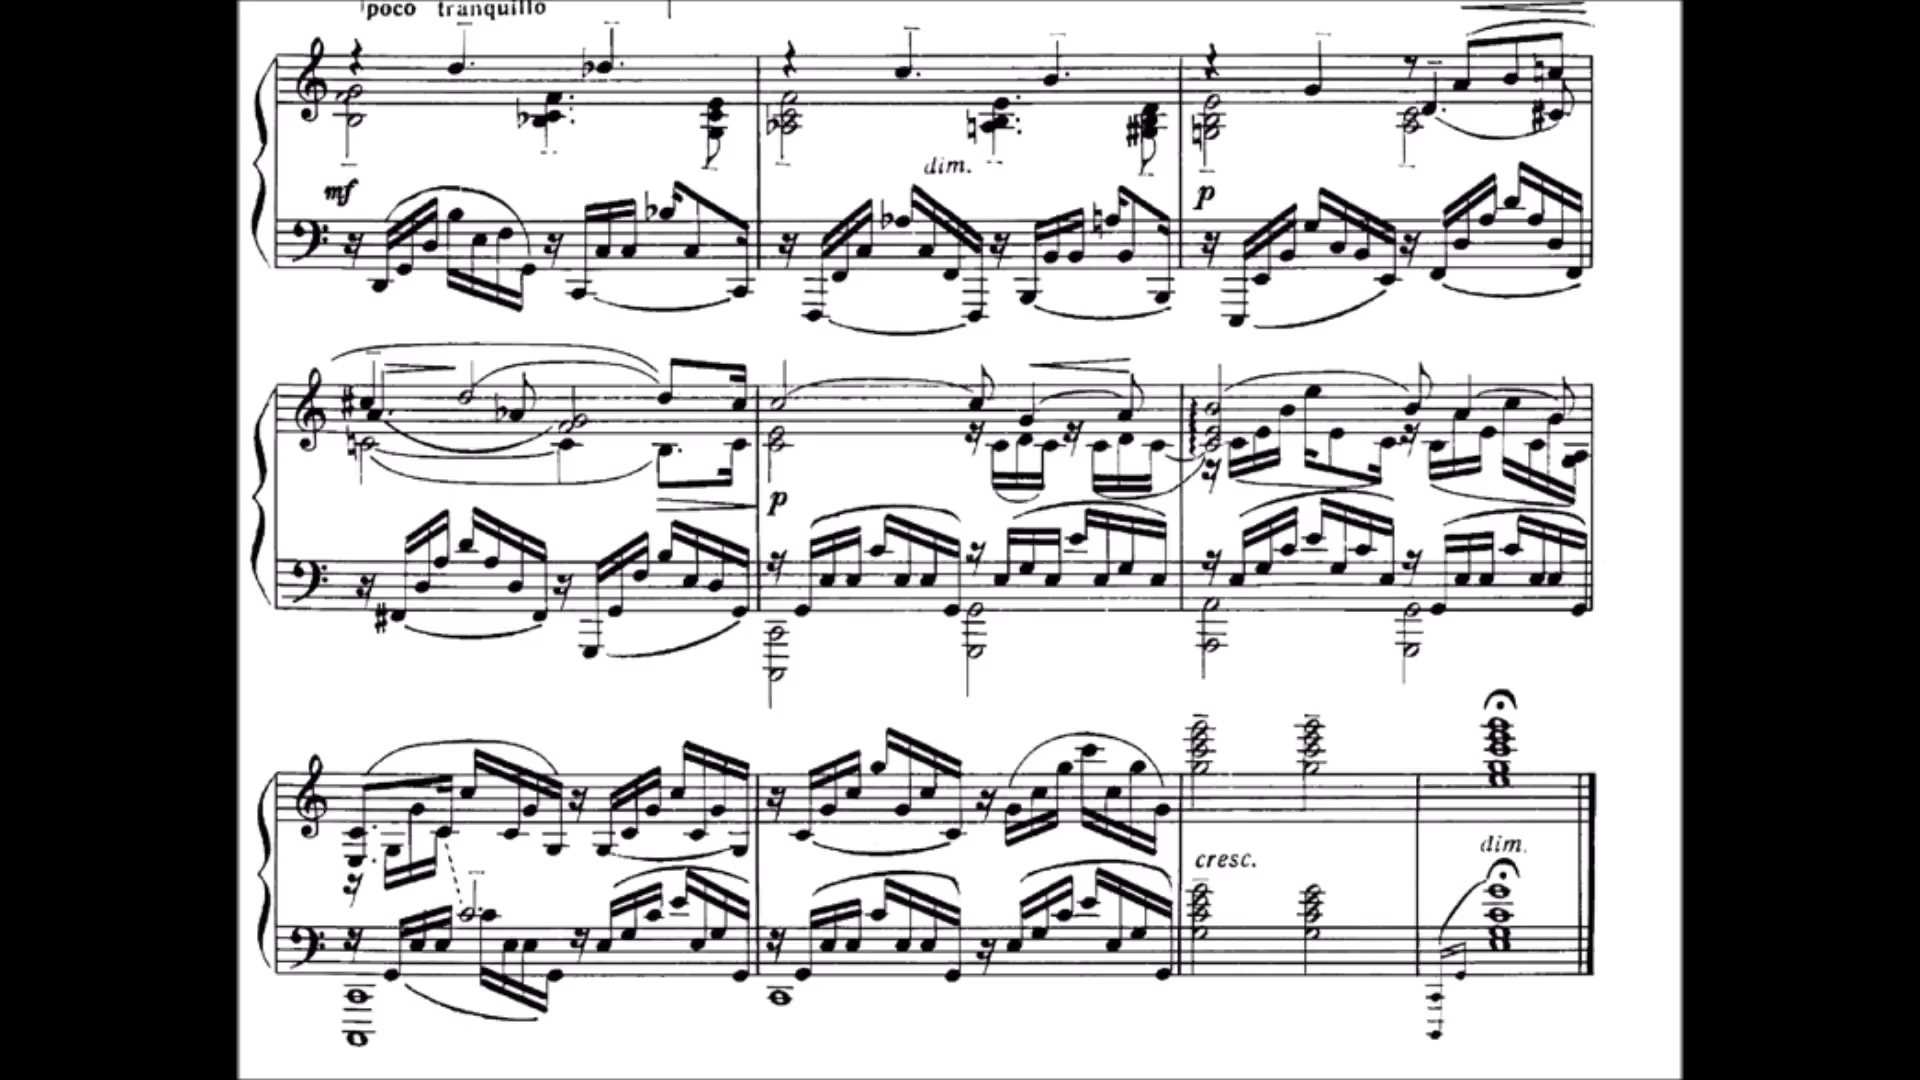 poco tranquillo
mf
dim.
p
p
cresc.
dim.